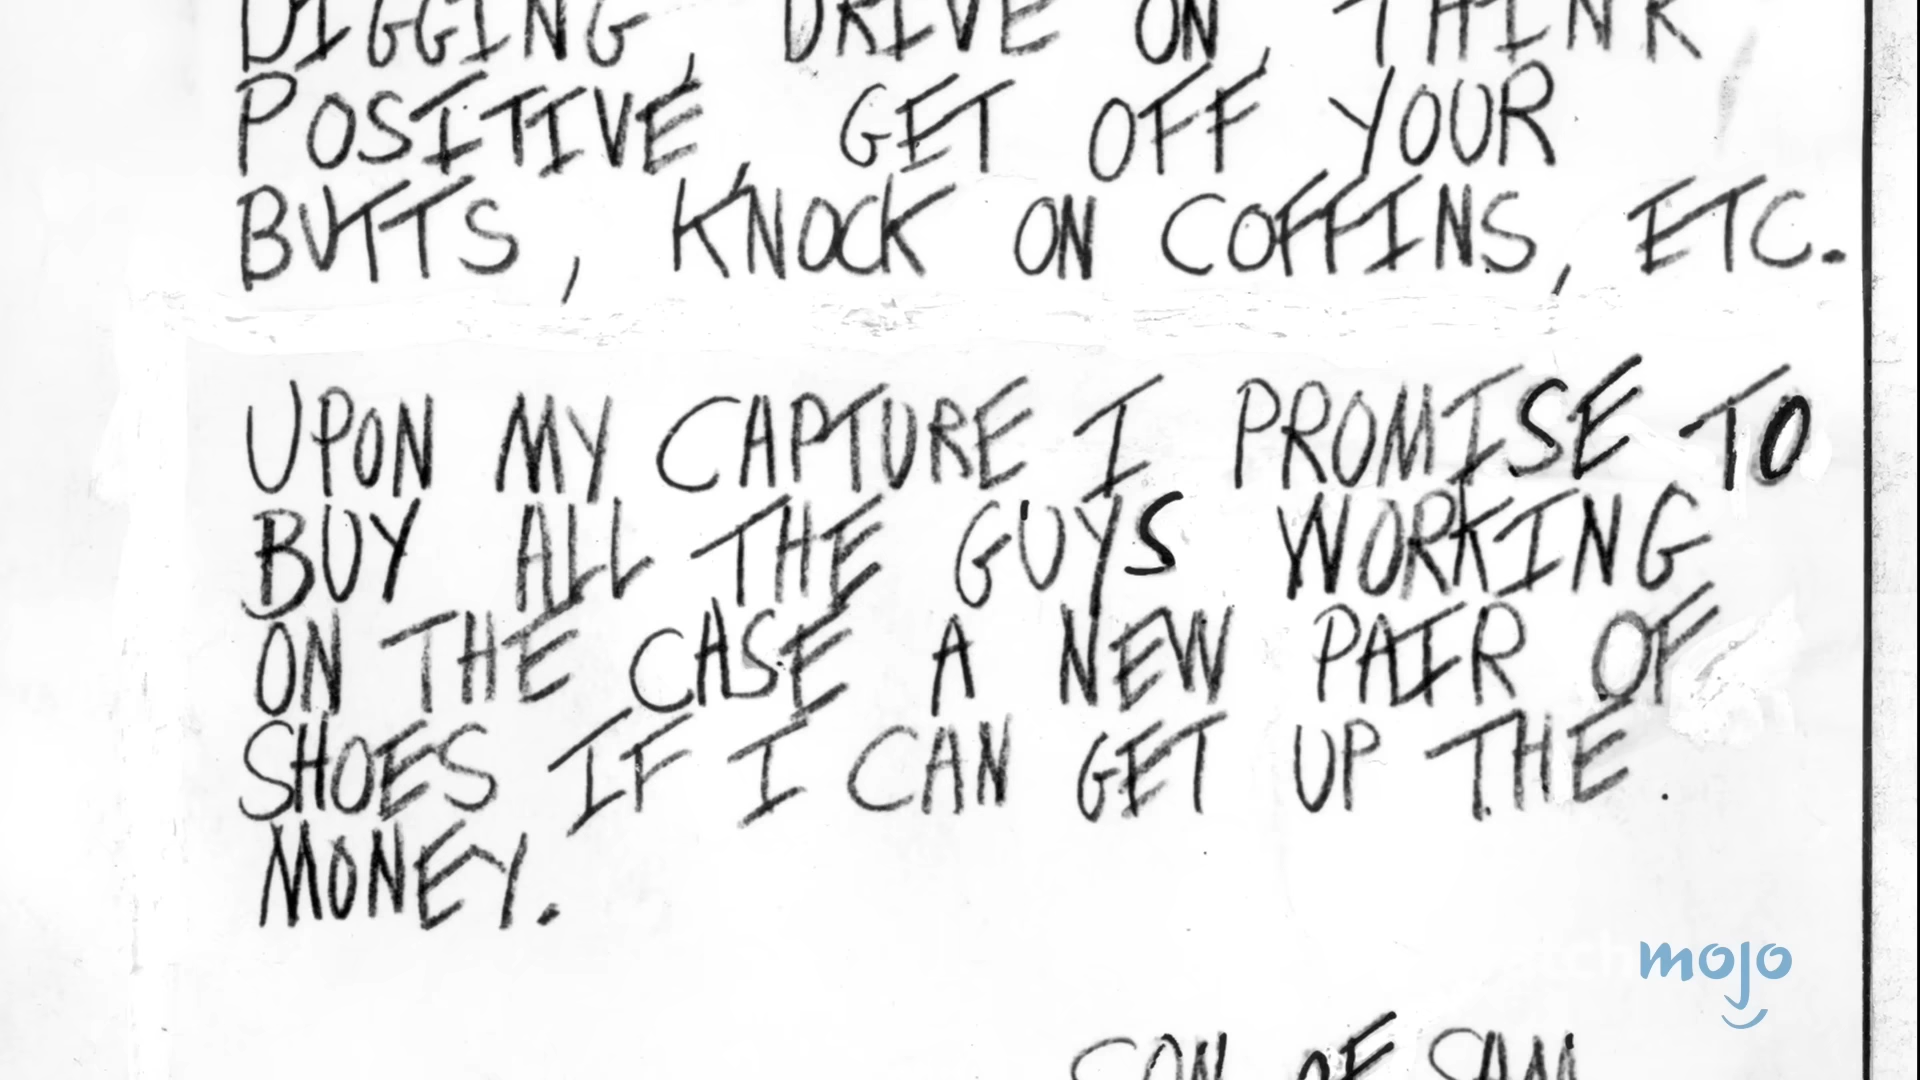 DIGGING, DRIVE ON, THINK
POSITIVE, GET OFF YOUR
BUTTS, KNOCK ON COFFINS, ETC.
UPON MY CAPTURE I PROMISE TO
BUY ALL THE GUYS WORKING
ON THE CASE A NEW PAIR OF
SHOES IF I CAN GET UP THE
MONEY.
mojo
SON OF SAM